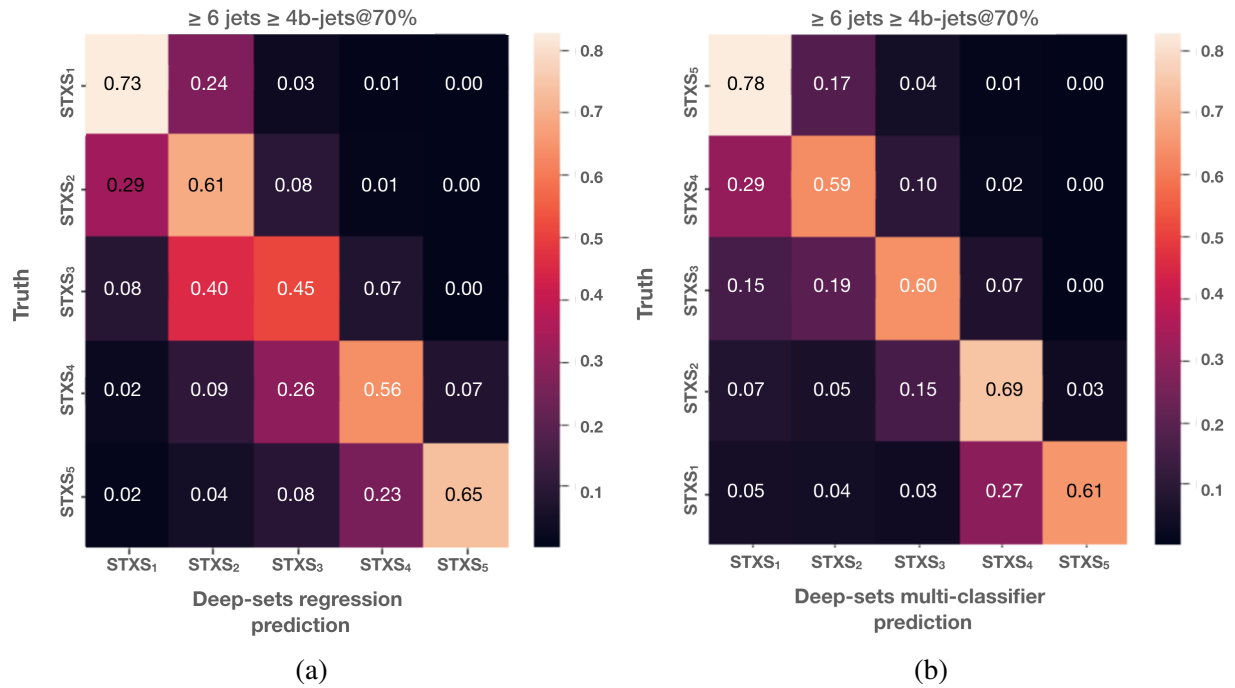 ≥ 6 jets ≥ 4b-jets@70%
0.73 0.24 0.03 0.01 0.00
0.29 0.61 0.08 0.01 0.00
0.08 0.40 0.45 0.07 0.00
0.02 0.09 0.26 0.56 0.07
0.02 0.04 0.08 0.23 0.65
STXS₁
STXS₂
STXS₃
STXS₄
STXS₅
Truth
STXS₁ STXS₂ STXS₃ STXS₄ STXS₅
Deep-sets regression
prediction
0.8
0.7
0.6
0.5
0.4
0.3
0.2
0.1
(a)
≥ 6 jets ≥ 4b-jets@70%
0.78 0.17 0.04 0.01 0.00
0.29 0.59 0.10 0.02 0.00
0.15 0.19 0.60 0.07 0.00
0.07 0.05 0.15 0.69 0.03
0.05 0.04 0.03 0.27 0.61
STXS₅
STXS₄
STXS₃
STXS₂
STXS₁
Truth
STXS₁ STXS₂ STXS₃ STXS₄ STXS₅
Deep-sets multi-classifier
prediction
0.8
0.7
0.6
0.5
0.4
0.3
0.2
0.1
(b)